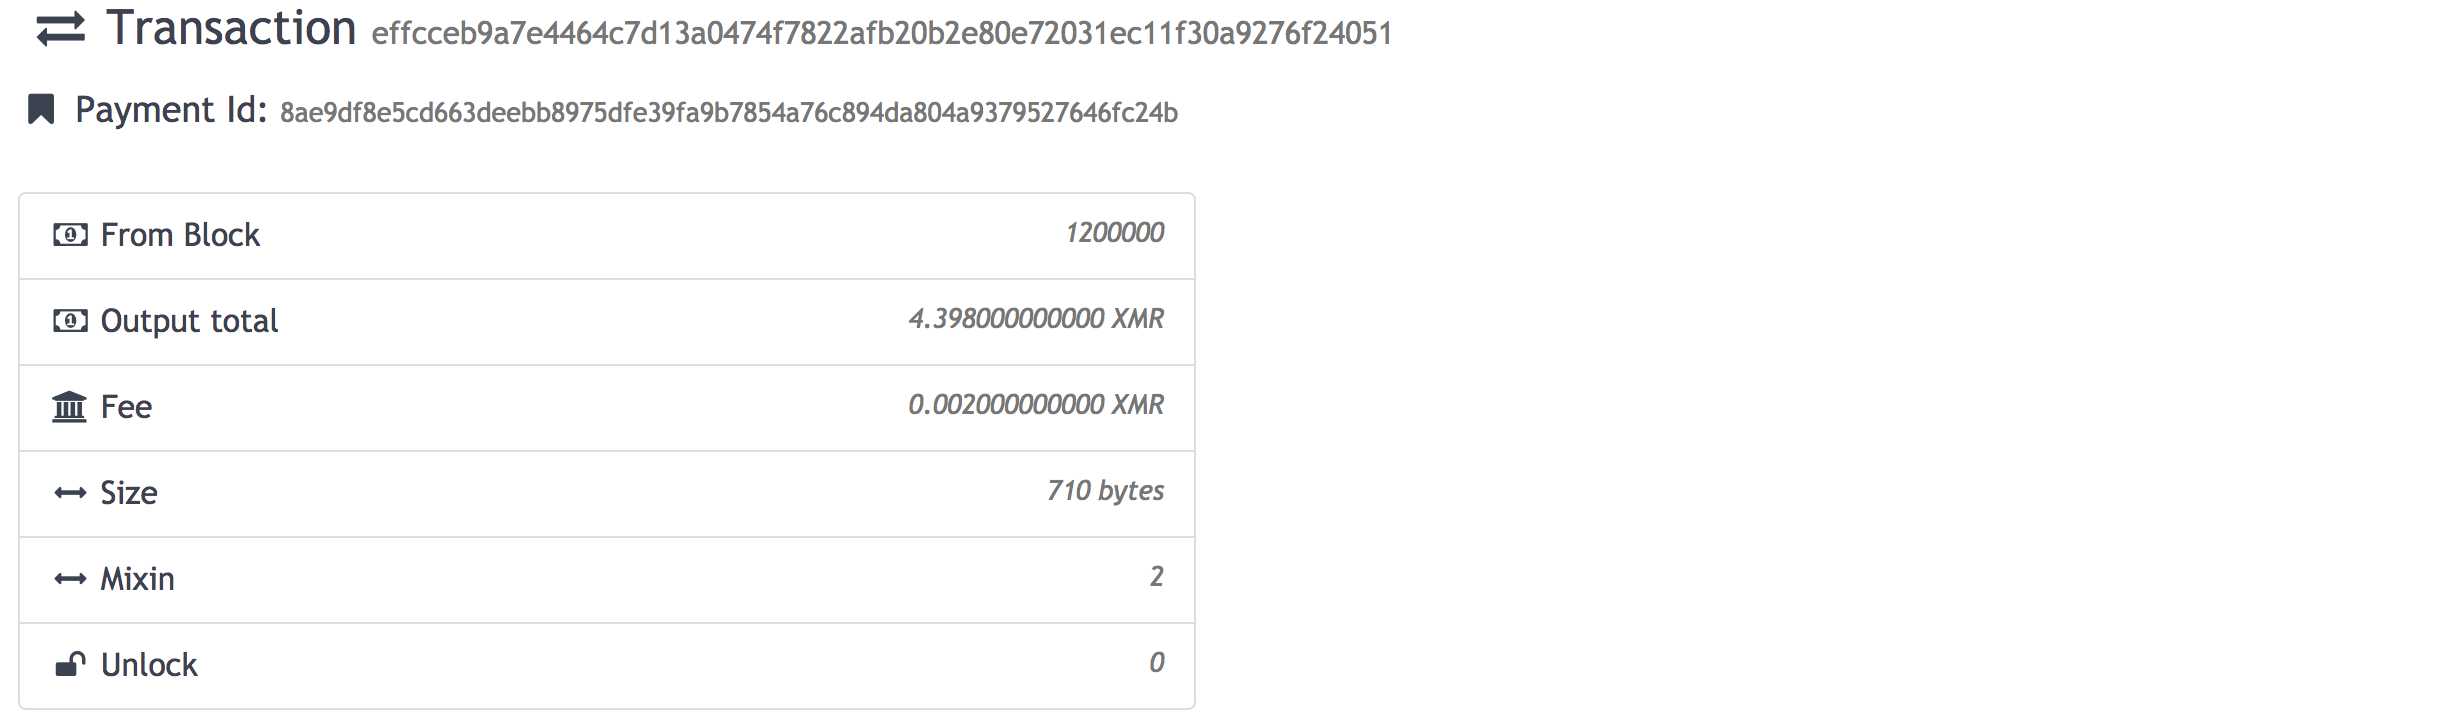 Transaction effcceb9a7e4464c7d13a0474f7822afb20b2e80e72031ec11f30a9276f24051
Payment Id: 8ae9df8e5cd663deebb8975dfe39fa9b7854a76c894da804a9379527646fc24b
From Block 1200000
Output total 4.398000000000 XMR
Fee 0.002000000000 XMR
Size 710 bytes
Mixin 2
Unlock 0